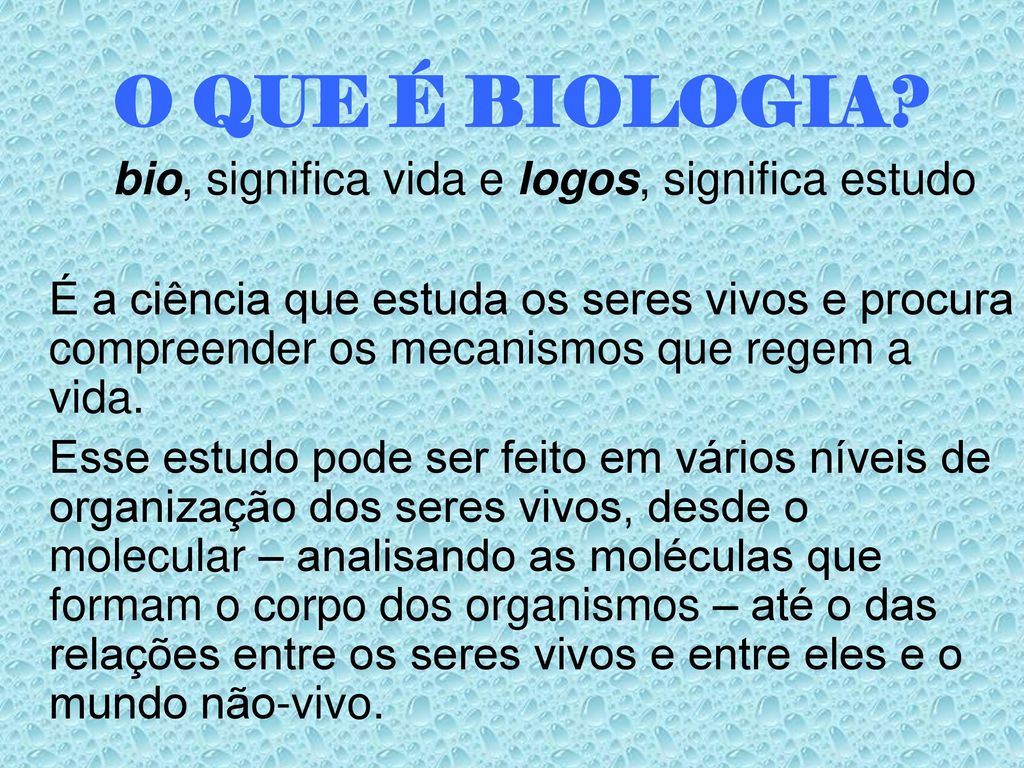 O QUE É BIOLOGIA?
bio, significa vida e logos, significa estudo
É a ciência que estuda os seres vivos e procura
compreender os mecanismos que regem a
vida.
Esse estudo pode ser feito em vários níveis de
organização dos seres vivos, desde o
molecular – analisando as moléculas que
formam o corpo dos organismos – até o das
relações entre os seres vivos e entre eles e o
mundo não-vivo.